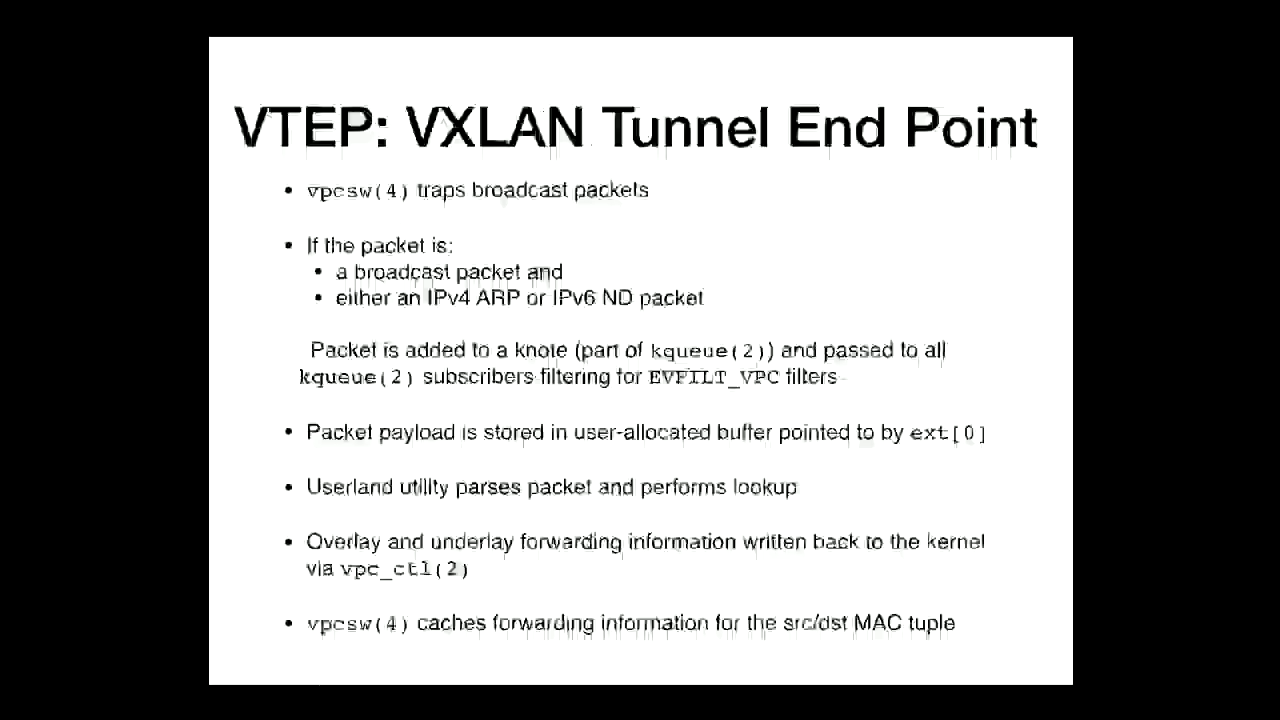 VTEP: VXLAN Tunnel End Point
• vpcsw(4) traps broadcast packets
• If the packet is:
• a broadcast packet and
• either an IPv4 ARP or IPv6 ND packet
Packet is added to a knote (part of kqueue(2)) and passed to all
kqueue(2) subscribers filtering for EVFILT_VPC filters
• Packet payload is stored in user-allocated buffer pointed to by ext[0]
• Userland utility parses packet and performs lookup
• Overlay and underlay forwarding information written back to the kernel
via vpc_ctl(2)
• vpcsw(4) caches forwarding information for the src/dst MAC tuple